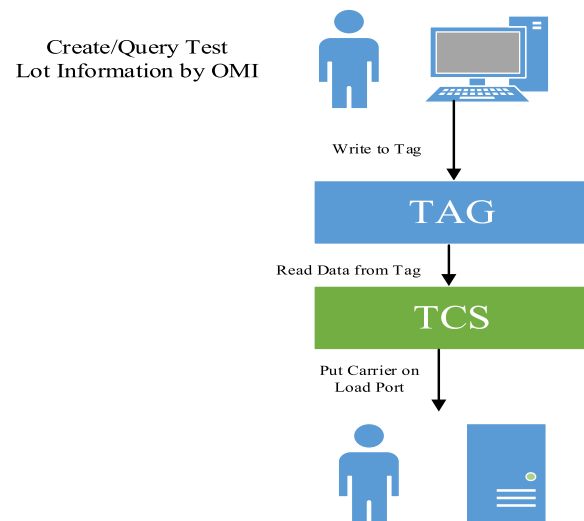 Create/Query Test
Lot Information by OMI
Write to Tag
TAG
Read Data from Tag
TCS
Put Carrier on
Load Port